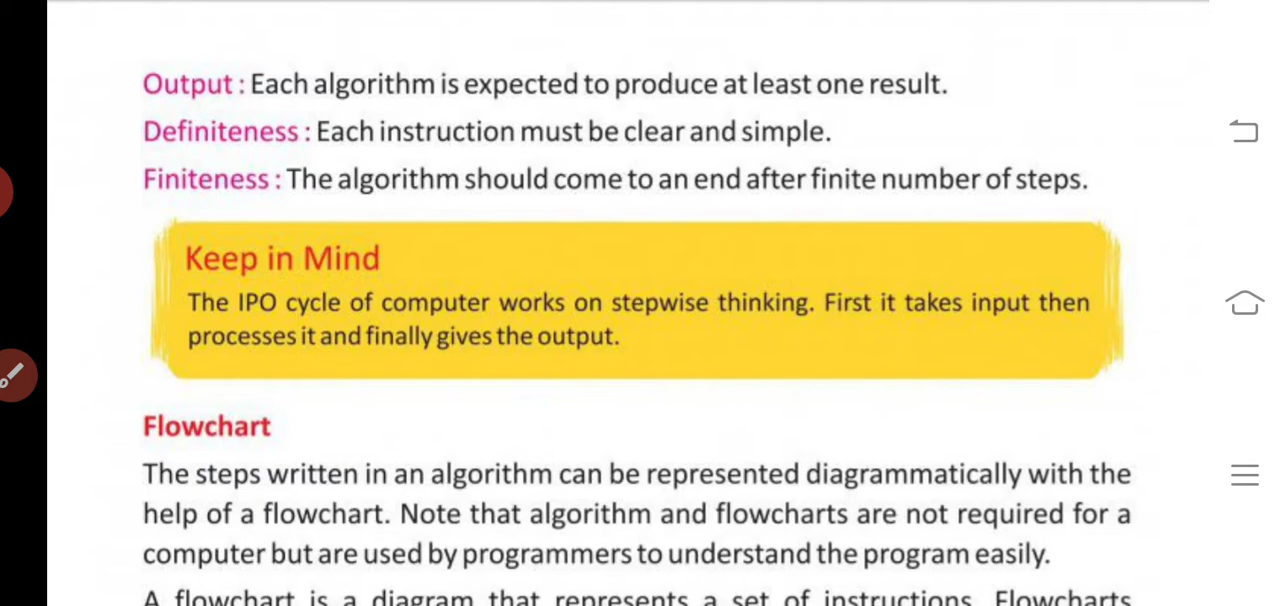 Output : Each algorithm is expected to produce at least one result.
Definiteness : Each instruction must be clear and simple.
Finiteness : The algorithm should come to an end after finite number of steps.
Keep in Mind
The IPO cycle of computer works on stepwise thinking. First it takes input then
processes it and finally gives the output.
Flowchart
The steps written in an algorithm can be represented diagrammatically with the
help of a flowchart. Note that algorithm and flowcharts are not required for a
computer but are used by programmers to understand the program easily.
A flowchart is a diagram that represents a set of instructions. Flowcharts